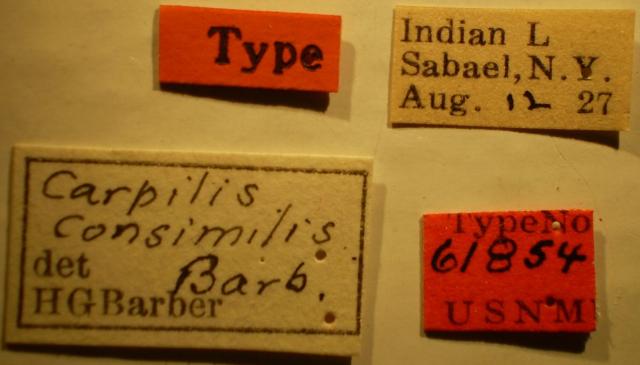 Type
Indian L
Sabael, N.Y.
Aug. 12 27
Carpilis
consimilis
det Barb.
HGBarber
TypeNo
61854
USNM